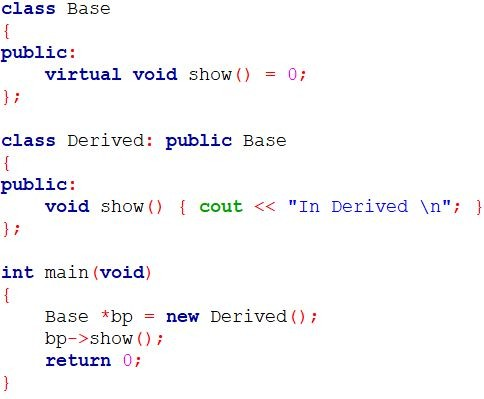 class Base
{
public:
    virtual void show() = 0;
};

class Derived: public Base
{
public:
    void show() { cout << "In Derived \n"; }
};

int main(void)
{
    Base *bp = new Derived();
    bp->show();
    return 0;
}